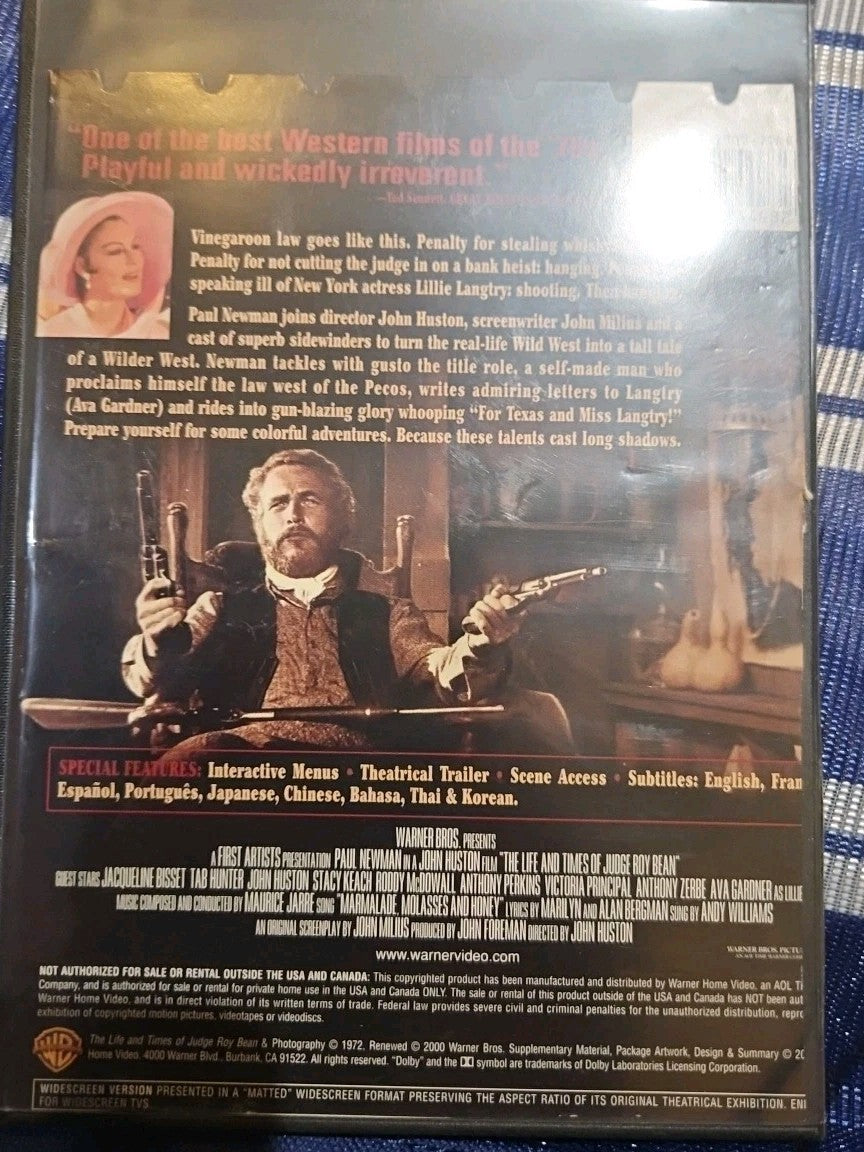 "One of the best Western films of the
Playful and wickedly irreverent."
Vinegaroon law goes like this. Penalty for stealing
Penalty for not cutting the judge in on a bank heist: hanging.
speaking ill of New York actress Lillie Langtry: shooting. Then
Paul Newman joins director John Huston, screenwriter John Milius and a
cast of superb sidewinders to turn the real-life Wild West into a tall tale
of a Wilder West. Newman tackles with gusto the title role, a self-made man who
proclaims himself the law west of the Pecos, writes admiring letters to Langtry
(Ava Gardner) and rides into gun-blazing glory whooping "For Texas and Miss Langtry!"
Prepare yourself for some colorful adventures. Because these talents cast long shadows.
SPECIAL FEATURES: Interactive Menus • Theatrical Trailer • Scene Access • Subtitles: English, Fran
Español, Português, Japanese, Chinese, Bahasa, Thai & Korean.
WARNER BROS. PRESENTS
A FIRST ARTISTS PRESENTATION PAUL NEWMAN IN A JOHN HUSTON FILM "THE LIFE AND TIMES OF JUDGE ROY BEAN"
GUEST STARS JACQUELINE BISSET TAB HUNTER JOHN HUSTON STACY KEACH RODDY McDOWALL ANTHONY PERKINS VICTORIA PRINCIPAL ANTHONY ZERBE AVA GARDNER AS LILLIE
MUSIC COMPOSED AND CONDUCTED BY MAURICE JARRE SONG "MARMALADE, MOLASSES AND HONEY" LYRICS BY MARILYN AND ALAN BERGMAN SUNG BY ANDY WILLIAMS
AN ORIGINAL SCREENPLAY BY JOHN MILIUS PRODUCED BY JOHN FOREMAN DIRECTED BY JOHN HUSTON
www.warnervideo.com
WARNER BROS. PICTU
NOT AUTHORIZED FOR SALE OR RENTAL OUTSIDE THE USA AND CANADA: This copyrighted product has been manufactured and distributed by Warner Home Video, an AOL Ti
Company, and is authorized for sale or rental for private home use in the USA and Canada ONLY. The sale or rental of this product outside of the USA and Canada has NOT been aut
Warner Home Video, and is in direct violation of its written terms of trade. Federal law provides severe civil and criminal penalties for the unauthorized distribution, repro
exhibition of copyrighted motion pictures, videotapes or videodiscs.
WB
The Life and Times of Judge Roy Bean & Photography © 1972. Renewed © 2000 Warner Bros. Supplementary Material, Package Artwork, Design & Summary © 20
Home Video. 4000 Warner Blvd., Burbank, CA 91522. All rights reserved. "Dolby" and the DD symbol are trademarks of Dolby Laboratories Licensing Corporation.
WIDESCREEN VERSION PRESENTED IN A "MATTED" WIDESCREEN FORMAT PRESERVING THE ASPECT RATIO OF ITS ORIGINAL THEATRICAL EXHIBITION. EN
FOR WIDESCREEN TVS